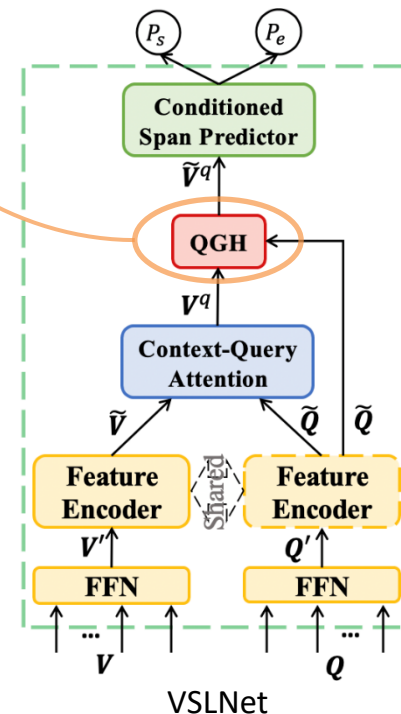 P_s P_e
Conditioned
Span Predictor
Ṽ^q
QGH
V^q
Context-Query
Attention
Ṽ Q̃ Q̃
Feature
Encoder
Shared
Feature
Encoder
V′ Q′
FFN FFN
... ...
V Q
VSLNet